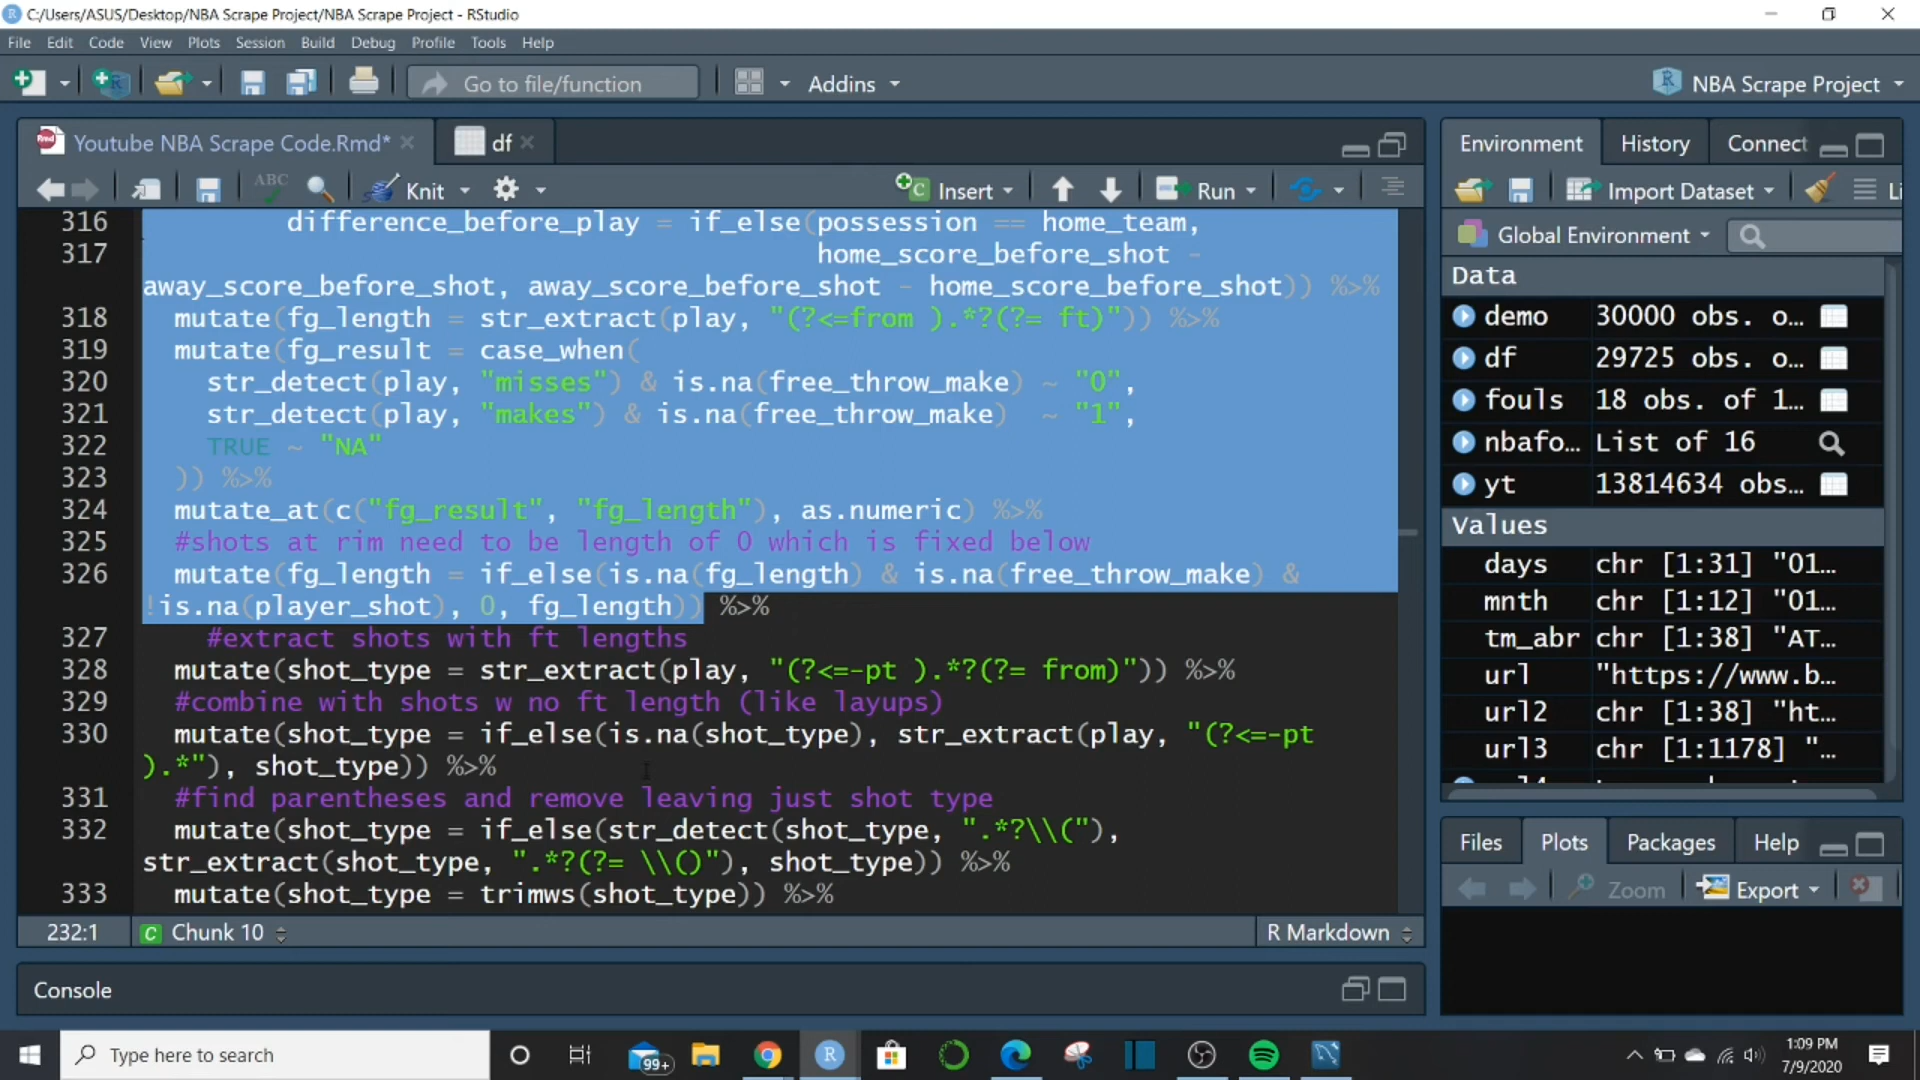 C:/Users/ASUS/Desktop/NBA Scrape Project/NBA Scrape Project - RStudio
File Edit Code View Plots Session Build Debug Profile Tools Help
Go to file/function Addins NBA Scrape Project
Youtube NBA Scrape Code.Rmd* df
ABC Knit Insert Run
316 difference_before_play = if_else(possession == home_team,
317 home_score_before_shot -
away_score_before_shot, away_score_before_shot - home_score_before_shot)) %>%
318 mutate(fg_length = str_extract(play, "(?<=from ).*?(?= ft)")) %>%
319 mutate(fg_result = case_when(
320 str_detect(play, "misses") & is.na(free_throw_make) ~ "0",
321 str_detect(play, "makes") & is.na(free_throw_make)  ~ "1",
322 TRUE ~ "NA"
323 )) %>%
324 mutate_at(c("fg_result", "fg_length"), as.numeric) %>%
325 #shots at rim need to be length of 0 which is fixed below
326 mutate(fg_length = if_else(is.na(fg_length) & is.na(free_throw_make) &
!is.na(player_shot), 0, fg_length)) %>%
327 #extract shots with ft lengths
328 mutate(shot_type = str_extract(play, "(?<=-pt ).*?(?= from)")) %>%
329 #combine with shots w no ft length (like layups)
330 mutate(shot_type = if_else(is.na(shot_type), str_extract(play, "(?<=-pt
).*"), shot_type)) %>%
331 #find parentheses and remove leaving just shot type
332 mutate(shot_type = if_else(str_detect(shot_type, ".*?\\("),
str_extract(shot_type, ".*?(?= \\()"), shot_type)) %>%
333 mutate(shot_type = trimws(shot_type)) %>%
232:1 C Chunk 10 R Markdown
Console
Environment History Connect
Import Dataset Li
Global Environment
Data
demo 30000 obs. o...
df 29725 obs. o...
fouls 18 obs. of 1...
nbafo... List of 16
yt 13814634 obs...
Values
days chr [1:31] "01...
mnth chr [1:12] "01...
tm_abr chr [1:38] "AT...
url "https://www.b...
url2 chr [1:38] "ht...
url3 chr [1:1178] "...
Files Plots Packages Help
Zoom Export
Type here to search
99+
1:09 PM
7/9/2020